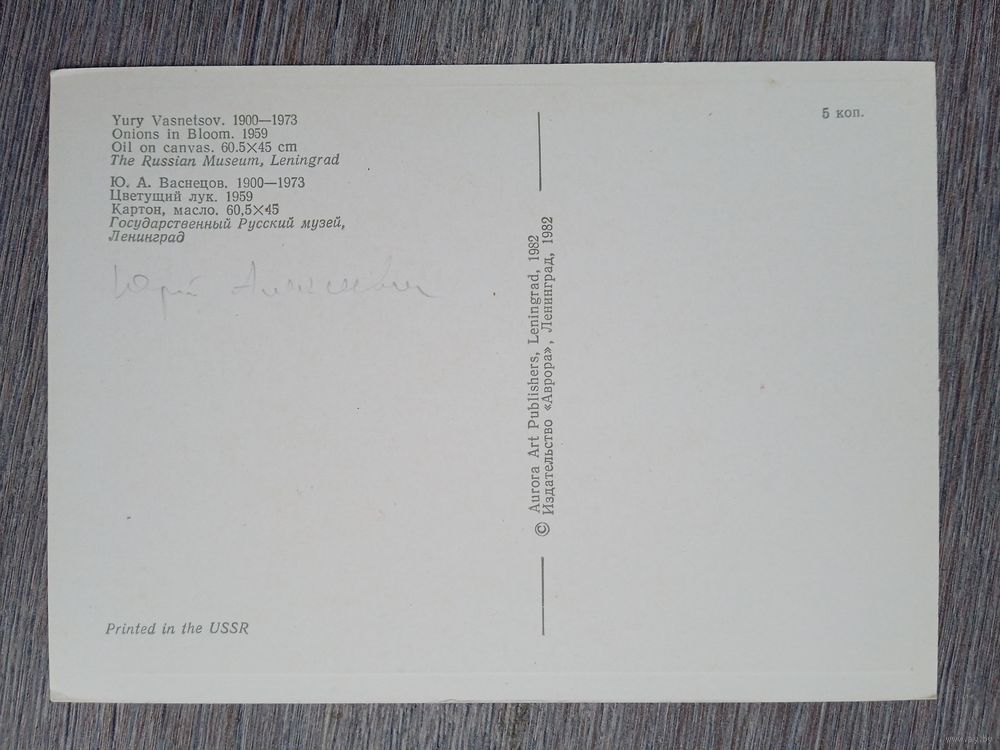 Yury Vasnetsov. 1900—1973
Onions in Bloom. 1959
Oil on canvas. 60.5×45 cm
The Russian Museum, Leningrad
Ю. А. Васнецов. 1900—1973
Цветущий лук. 1959
Картон, масло. 60,5×45
Государственный Русский музей,
Ленинград
Юрий Алексеевич
5 коп.
© Aurora Art Publishers, Leningrad, 1982
Издательство «Аврора», Ленинград, 1982
Printed in the USSR